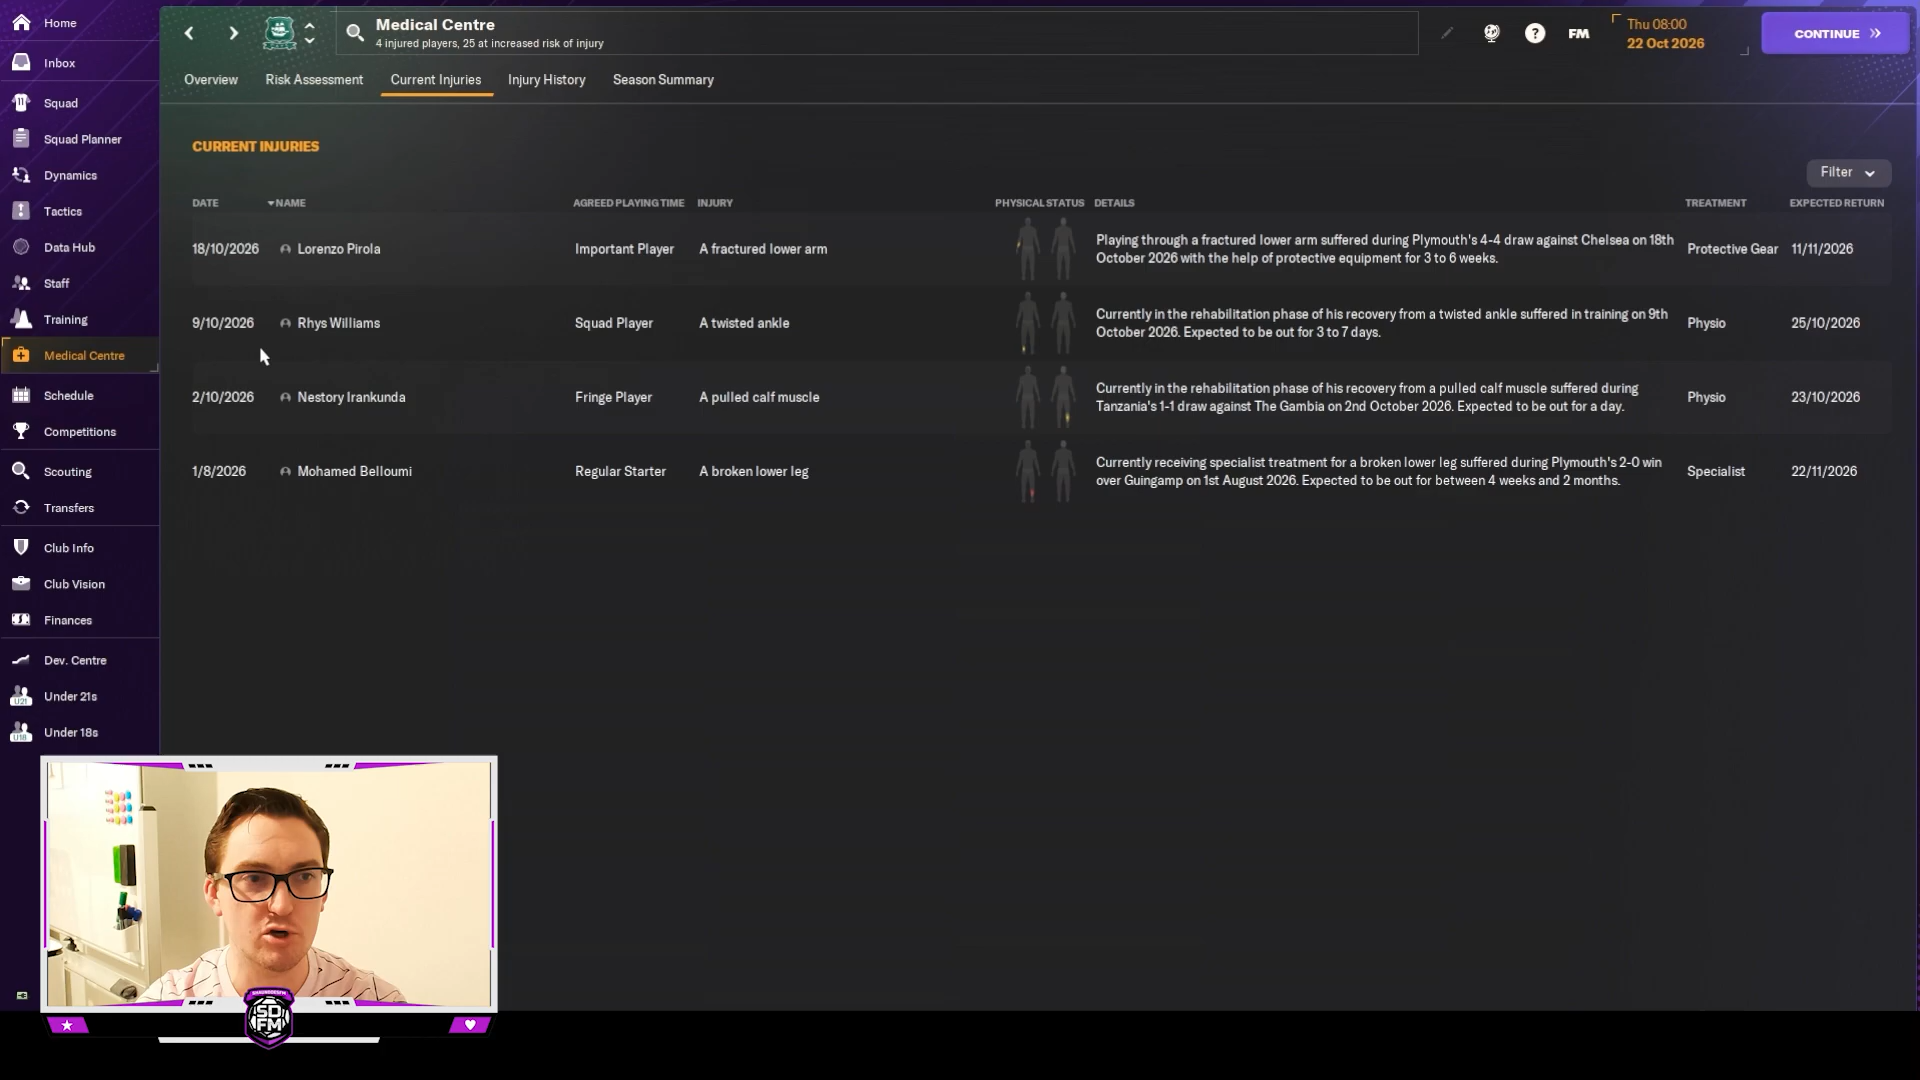 Home
Inbox
Squad
Squad Planner
Dynamics
Tactics
Data Hub
Staff
Training
Medical Centre
Schedule
Competitions
Scouting
Transfers
Club Info
Club Vision
Finances
Dev. Centre
Under 21s
U21
Under 18s
U18
Medical Centre
4 injured players, 25 at increased risk of injury
FM
Thu 08:00
22 Oct 2026
CONTINUE
Overview Risk Assessment Current Injuries Injury History Season Summary
CURRENT INJURIES
Filter
DATE NAME AGREED PLAYING TIME INJURY PHYSICAL STATUS DETAILS TREATMENT EXPECTED RETURN
18/10/2026 Lorenzo Pirola Important Player A fractured lower arm Playing through a fractured lower arm suffered during Plymouth's 4-4 draw against Chelsea on 18th
October 2026 with the help of protective equipment for 3 to 6 weeks. Protective Gear 11/11/2026
9/10/2026 Rhys Williams Squad Player A twisted ankle Currently in the rehabilitation phase of his recovery from a twisted ankle suffered in training on 9th
October 2026. Expected to be out for 3 to 7 days. Physio 25/10/2026
2/10/2026 Nestory Irankunda Fringe Player A pulled calf muscle Currently in the rehabilitation phase of his recovery from a pulled calf muscle suffered during
Tanzania's 1-1 draw against The Gambia on 2nd October 2026. Expected to be out for a day. Physio 23/10/2026
1/8/2026 Mohamed Belloumi Regular Starter A broken lower leg Currently receiving specialist treatment for a broken lower leg suffered during Plymouth's 2-0 win
over Guingamp on 1st August 2026. Expected to be out for between 4 weeks and 2 months. Specialist 22/11/2026
SD
FM